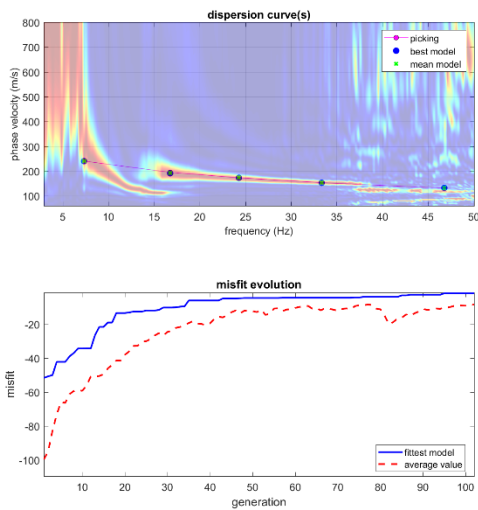 dispersion curve(s)
800
700
600
500
400
300
200
100
phase velocity (m/s)
picking
best model
mean model
5 10 15 20 25 30 35 40 45 50
frequency (Hz)
misfit evolution
-20
-40
-60
-80
-100
misfit
fittest model
average value
10 20 30 40 50 60 70 80 90 100
generation